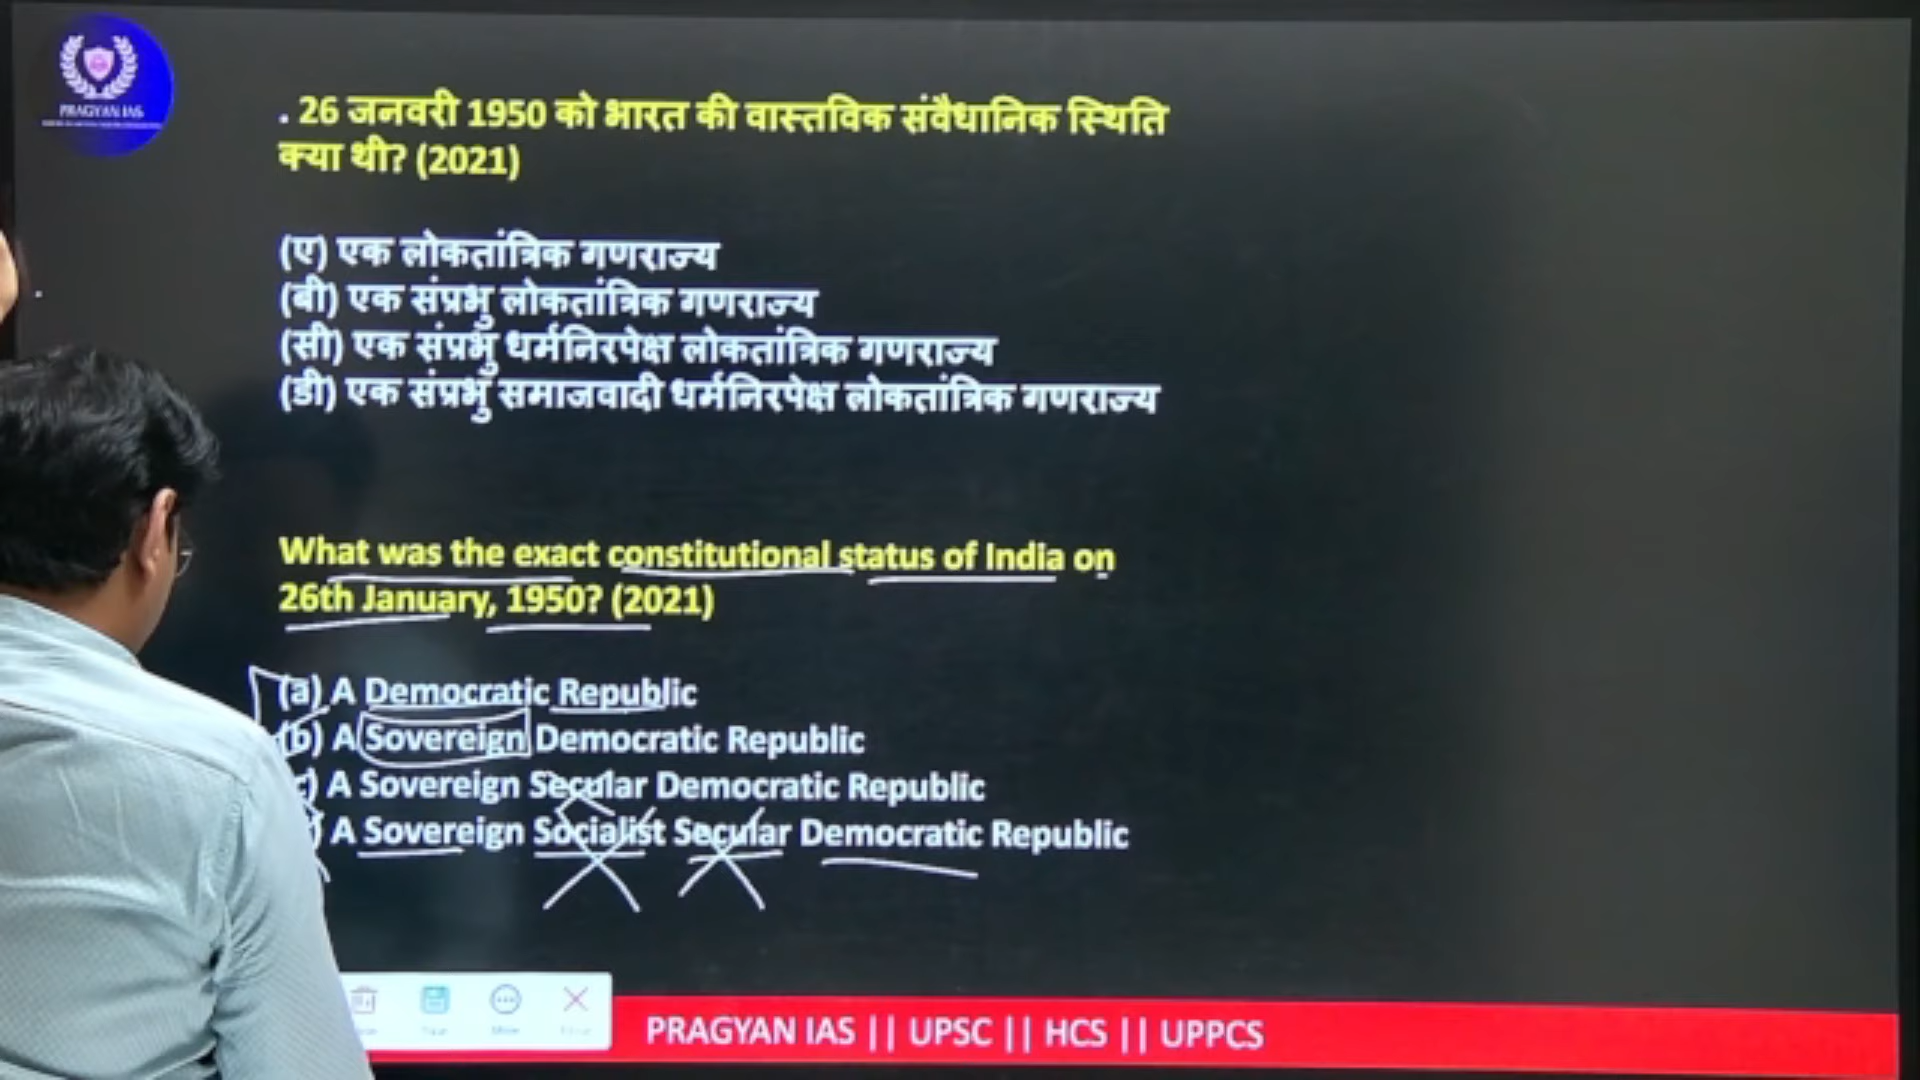 PRAGYAN IAS
. 26 जनवरी 1950 को भारत की वास्तविक संवैधानिक स्थिति
क्या थी? (2021)
(ए) एक लोकतांत्रिक गणराज्य
(बी) एक संप्रभु लोकतांत्रिक गणराज्य
(सी) एक संप्रभु धर्मनिरपेक्ष लोकतांत्रिक गणराज्य
(डी) एक संप्रभु समाजवादी धर्मनिरपेक्ष लोकतांत्रिक गणराज्य
What was the exact constitutional status of India on
26th January, 1950? (2021)
(a) A Democratic Republic
(b) A Sovereign Democratic Republic
c) A Sovereign Secular Democratic Republic
) A Sovereign Socialist Secular Democratic Republic
PRAGYAN IAS || UPSC || HCS || UPPCS